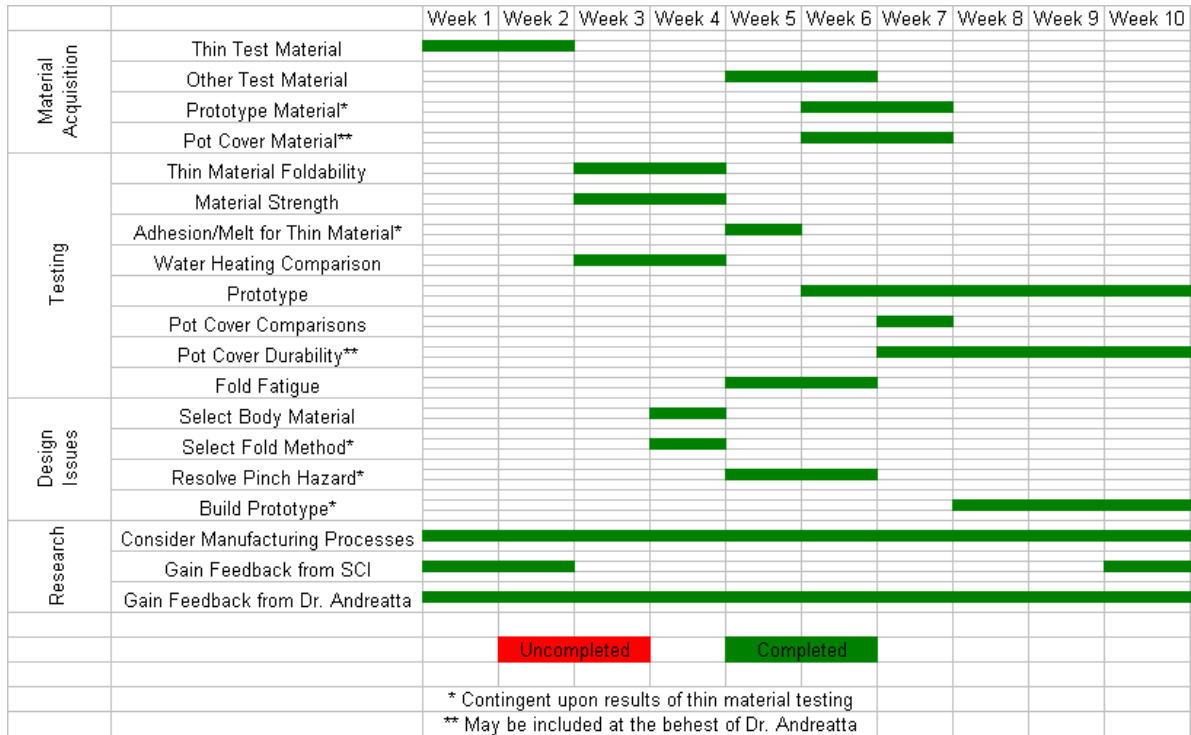 Week 1 Week 2 Week 3 Week 4 Week 5 Week 6 Week 7 Week 8 Week 9 Week 10
Material
Acquisition
Thin Test Material
Other Test Material
Prototype Material*
Pot Cover Material**
Testing
Thin Material Foldability
Material Strength
Adhesion/Melt for Thin Material*
Water Heating Comparison
Prototype
Pot Cover Comparisons
Pot Cover Durability**
Fold Fatigue
Design
Issues
Select Body Material
Select Fold Method*
Resolve Pinch Hazard*
Build Prototype*
Research
Consider Manufacturing Processes
Gain Feedback from SCI
Gain Feedback from Dr. Andreatta
Uncompleted Completed
* Contingent upon results of thin material testing
** May be included at the behest of Dr. Andreatta